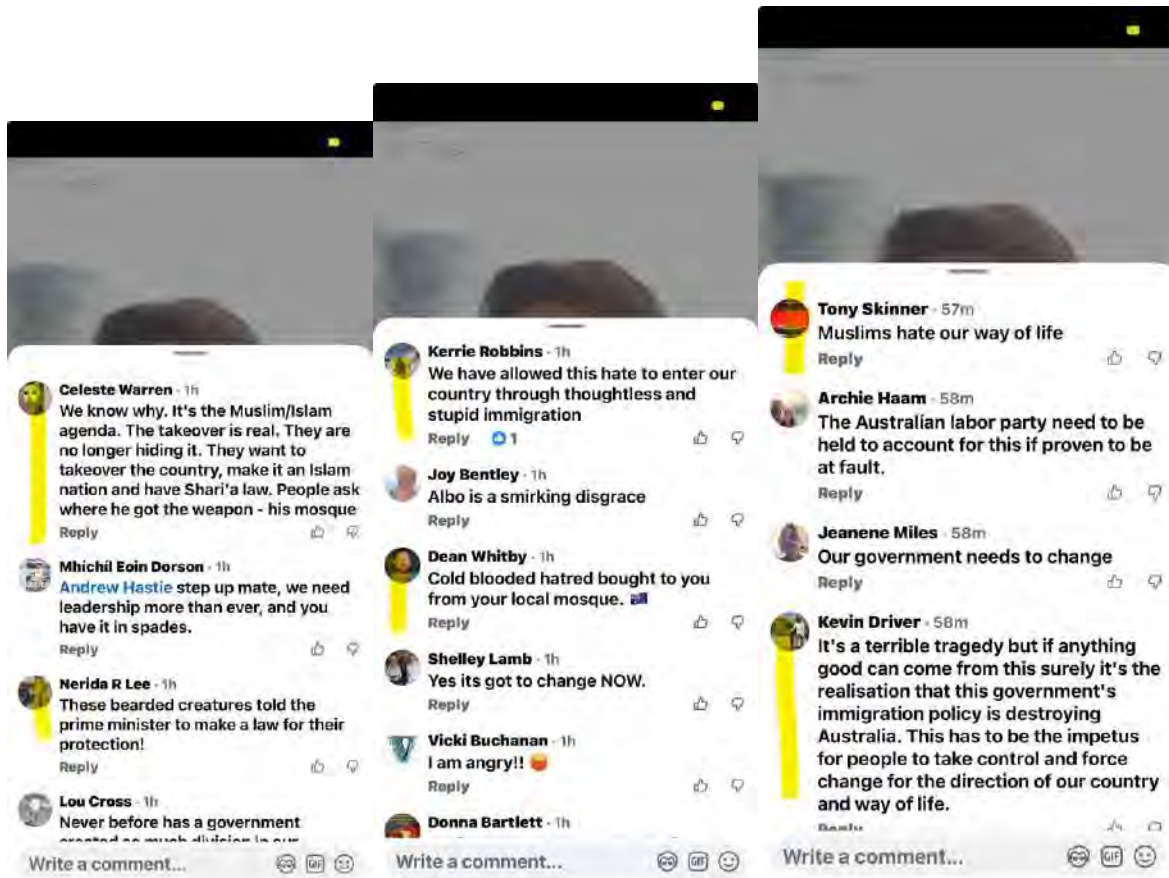 Celeste Warren · 1h
We know why. It's the Muslim/Islam
agenda. The takeover is real. They are
no longer hiding it. They want to
takeover the country, make it an Islam
nation and have Shari'a law. People ask
where he got the weapon - his mosque
Reply
Mhichíl Eoin Dorson · 1h
Andrew Hastie step up mate, we need
leadership more than ever, and you
have it in spades.
Reply
Nerida R Lee · 1h
These bearded creatures told the
prime minister to make a law for their
protection!
Reply
Lou Cross · 1h
Never before has a government
created so much division in our
Write a comment...
GIF
Kerrie Robbins · 1h
We have allowed this hate to enter our
country through thoughtless and
stupid immigration
Reply 1
Joy Bentley · 1h
Albo is a smirking disgrace
Reply
Dean Whitby · 1h
Cold blooded hatred bought to you
from your local mosque. 🇦🇺
Reply
Shelley Lamb · 1h
Yes its got to change NOW.
Reply
Vicki Buchanan · 1h
I am angry!! 😡
Reply
Donna Bartlett · 1h
Write a comment...
GIF
Tony Skinner · 57m
Muslims hate our way of life
Reply
Archie Haam · 58m
The Australian labor party need to be
held to account for this if proven to be
at fault.
Reply
Jeanene Miles · 58m
Our government needs to change
Reply
Kevin Driver · 58m
It's a terrible tragedy but if anything
good can come from this surely it's the
realisation that this government's
immigration policy is destroying
Australia. This has to be the impetus
for people to take control and force
change for the direction of our country
and way of life.
Reply
Write a comment...
GIF